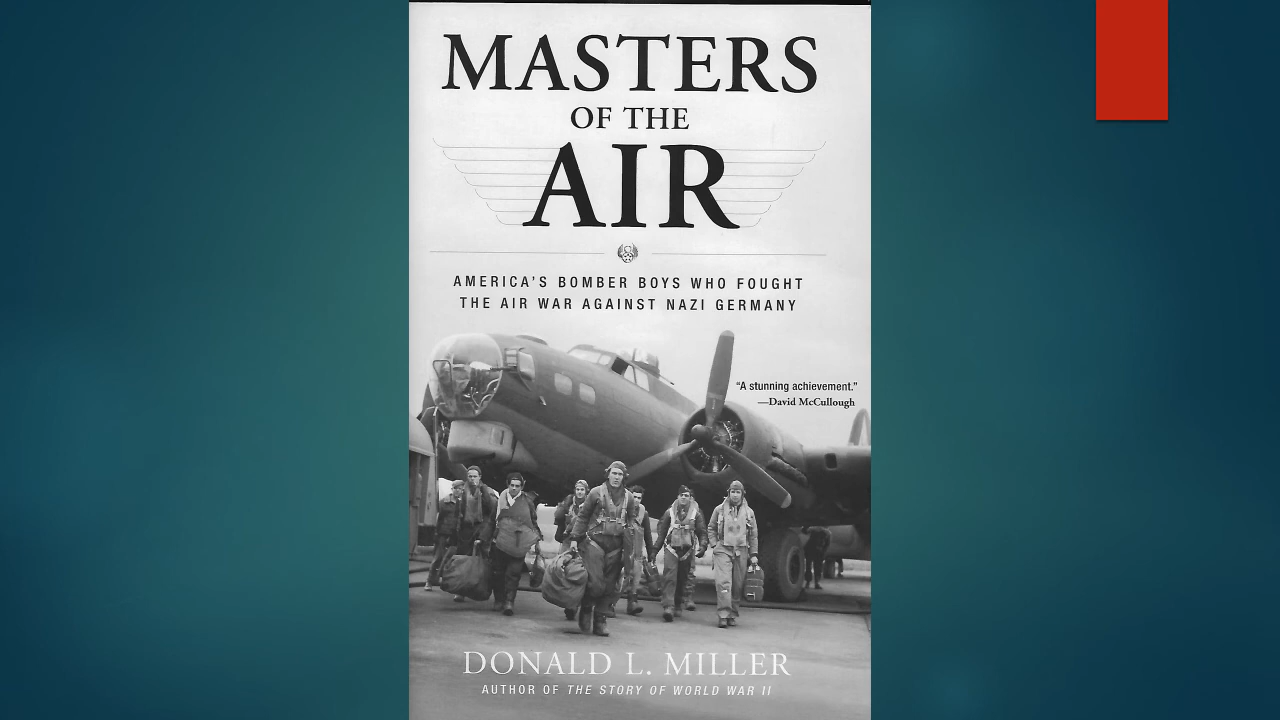 MASTERS
OF THE
AIR
AMERICA'S BOMBER BOYS WHO FOUGHT
THE AIR WAR AGAINST NAZI GERMANY
"A stunning achievement."
—David McCullough
DONALD L. MILLER
AUTHOR OF THE STORY OF WORLD WAR II